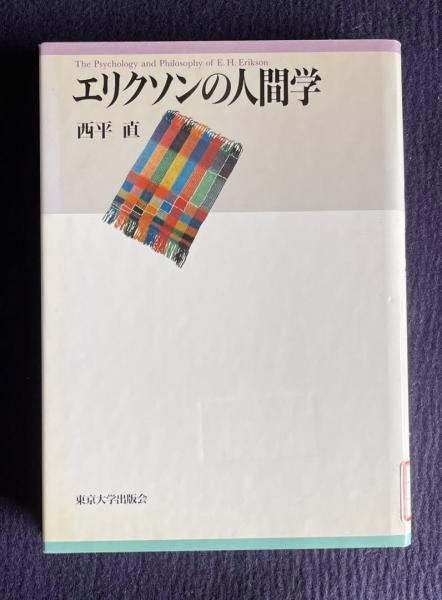 The Psychology and Philosophy of E. H. Erikson
エリクソンの人間学
西平 直
東京大学出版会